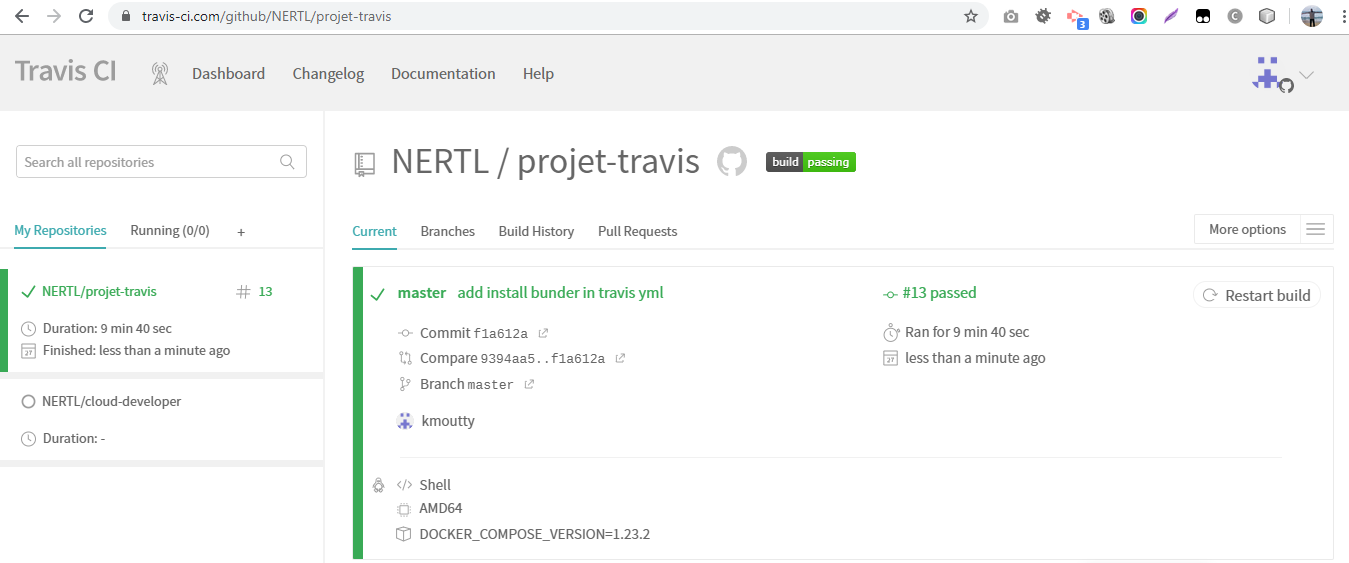 travis-ci.com/github/NERTL/projet-travis
3
Travis CI
Dashboard Changelog Documentation Help
Search all repositories
NERTL / projet-travis build passing
My Repositories Running (0/0) +
Current Branches Build History Pull Requests More options
NERTL/projet-travis # 13
Duration: 9 min 40 sec
Finished: less than a minute ago
NERTL/cloud-developer
Duration: -
master add install bunder in travis yml
Commit f1a612a
Compare 9394aa5..f1a612a
Branch master
kmoutty
#13 passed
Ran for 9 min 40 sec
less than a minute ago
Restart build
Shell
AMD64
DOCKER_COMPOSE_VERSION=1.23.2